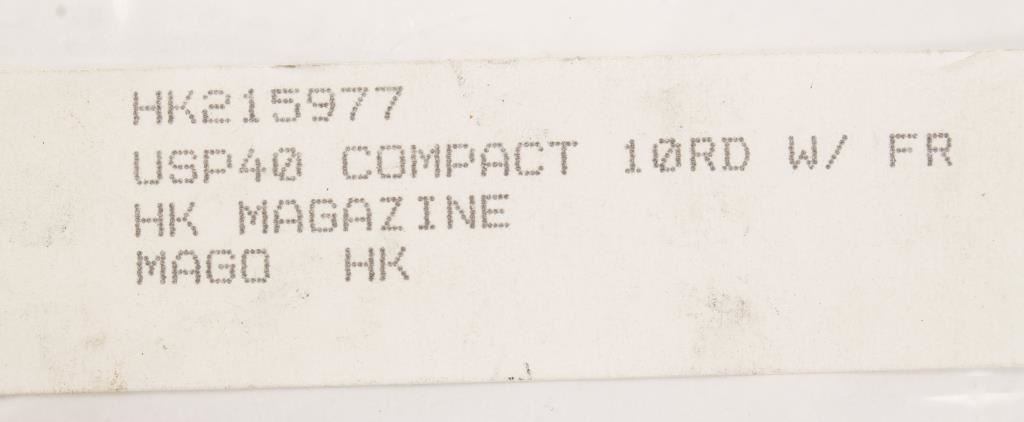 HK215977
USP40 COMPACT 10RD W/ FR
HK MAGAZINE
MAGO HK